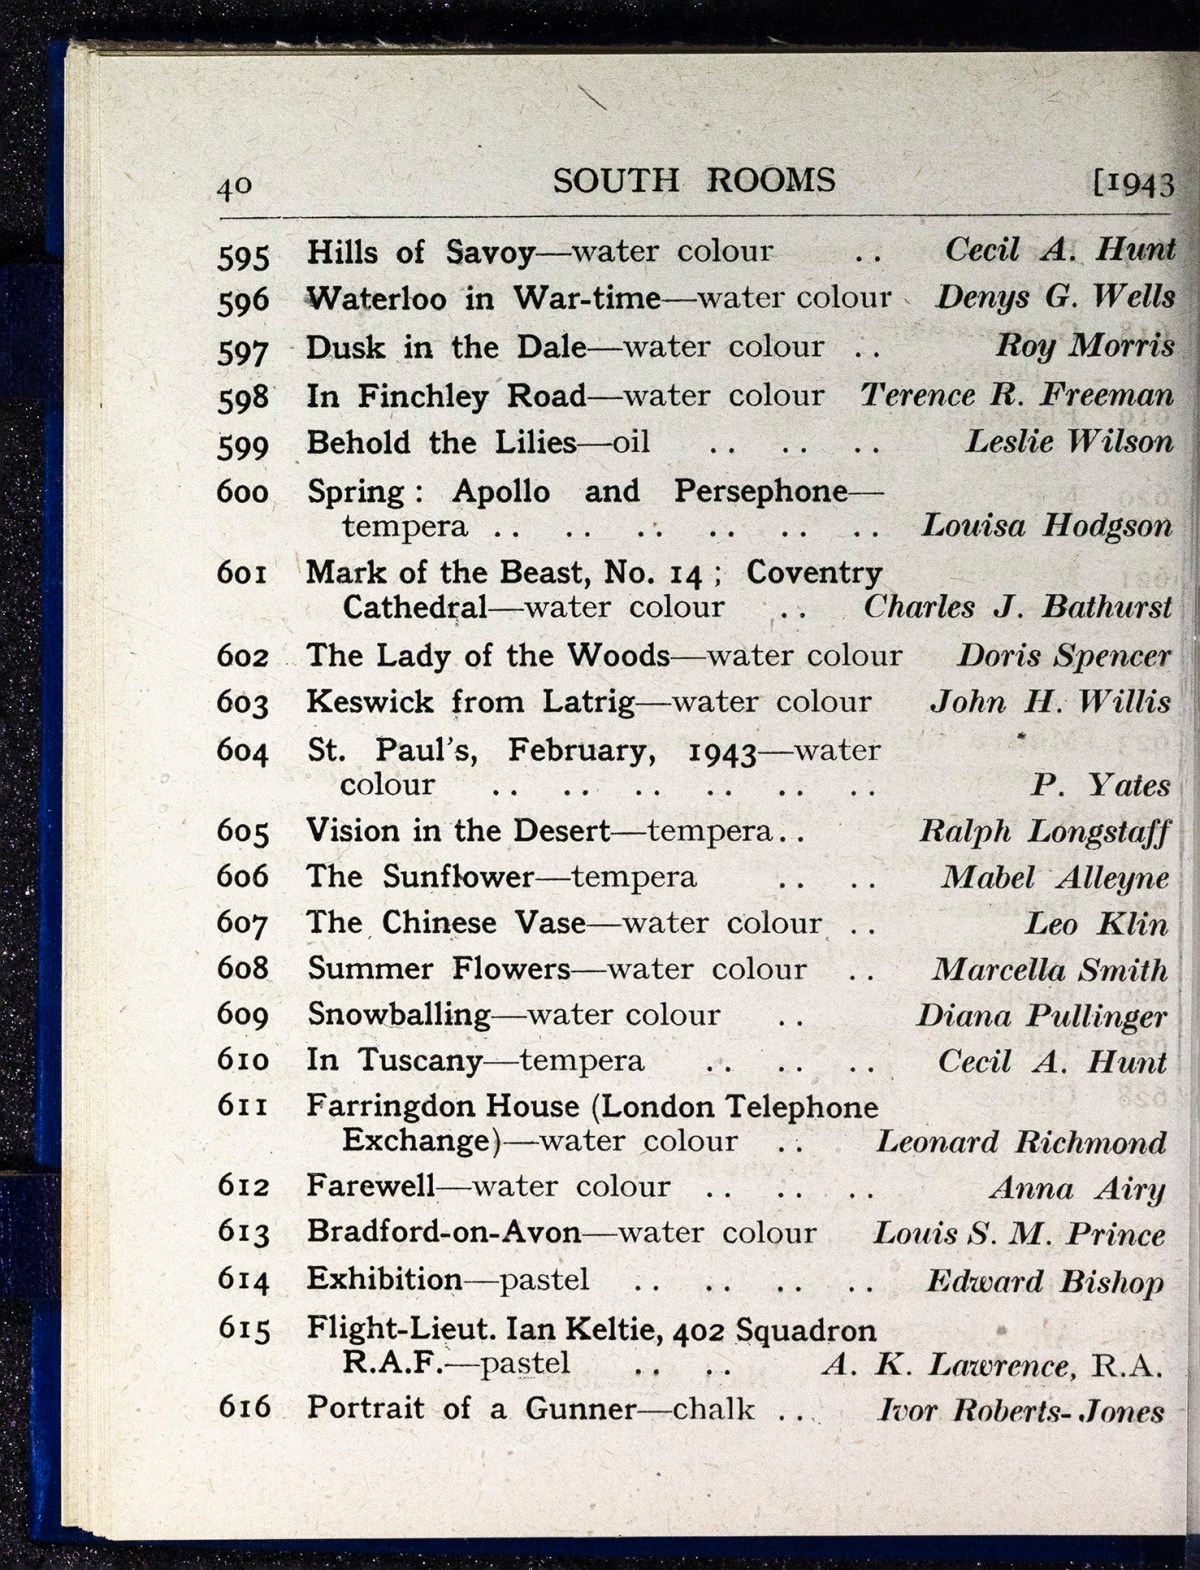 40 SOUTH ROOMS [1943
595 Hills of Savoy—water colour .. Cecil A. Hunt
596 Waterloo in War-time—water colour Denys G. Wells
597 Dusk in the Dale—water colour .. Roy Morris
598 In Finchley Road—water colour Terence R. Freeman
599 Behold the Lilies—oil .. .. .. Leslie Wilson
600 Spring : Apollo and Persephone—
tempera .. .. .. .. .. .. Louisa Hodgson
601 Mark of the Beast, No. 14 ; Coventry
Cathedral—water colour .. Charles J. Bathurst
602 The Lady of the Woods—water colour Doris Spencer
603 Keswick from Latrig—water colour John H. Willis
604 St. Paul's, February, 1943—water
colour .. .. .. .. .. .. P. Yates
605 Vision in the Desert—tempera.. Ralph Longstaff
606 The Sunflower—tempera .. .. Mabel Alleyne
607 The Chinese Vase—water colour .. Leo Klin
608 Summer Flowers—water colour .. Marcella Smith
609 Snowballing—water colour .. Diana Pullinger
610 In Tuscany—tempera .. .. .. Cecil A. Hunt
611 Farringdon House (London Telephone
Exchange)—water colour .. Leonard Richmond
612 Farewell—water colour .. .. .. Anna Airy
613 Bradford-on-Avon—water colour Louis S. M. Prince
614 Exhibition—pastel .. .. .. .. Edward Bishop
615 Flight-Lieut. Ian Keltie, 402 Squadron
R.A.F.—pastel .. .. A. K. Lawrence, R.A.
616 Portrait of a Gunner—chalk .. Ivor Roberts-Jones